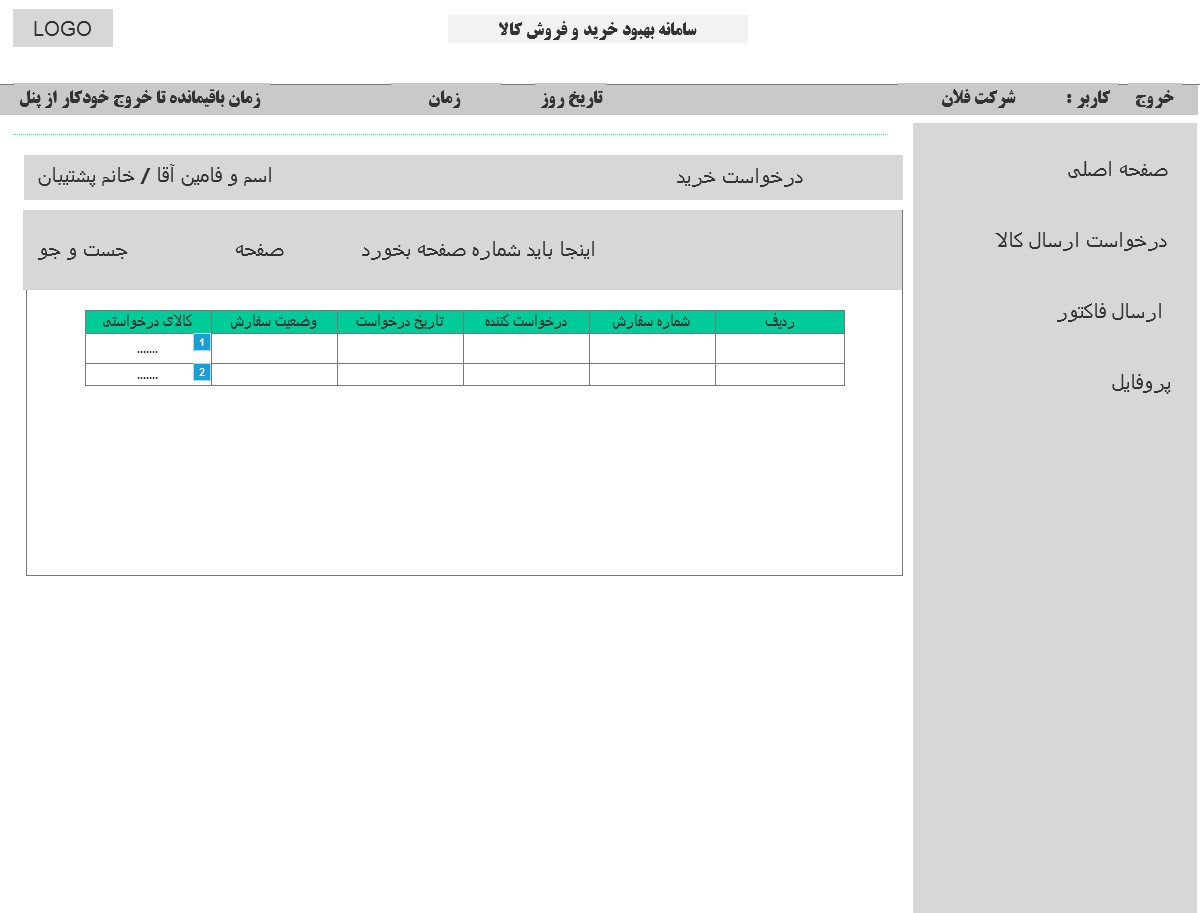 LOGO
سامانه بهبود خرید و فروش کالا
خروج کاربر : شرکت فلان تاریخ روز زمان زمان باقیمانده تا خروج خودکار از پنل
صفحه اصلی
درخواست ارسال کالا
ارسال فاکتور
پروفایل
درخواست خرید اسم و فامین آقا / خانم پشتیبان
اینجا باید شماره صفحه بخورد صفحه جست و جو
ردیف شماره سفارش درخواست کننده تاریخ درخواست وضعیت سفارش کالای درخواستی
1 .......
2 .......